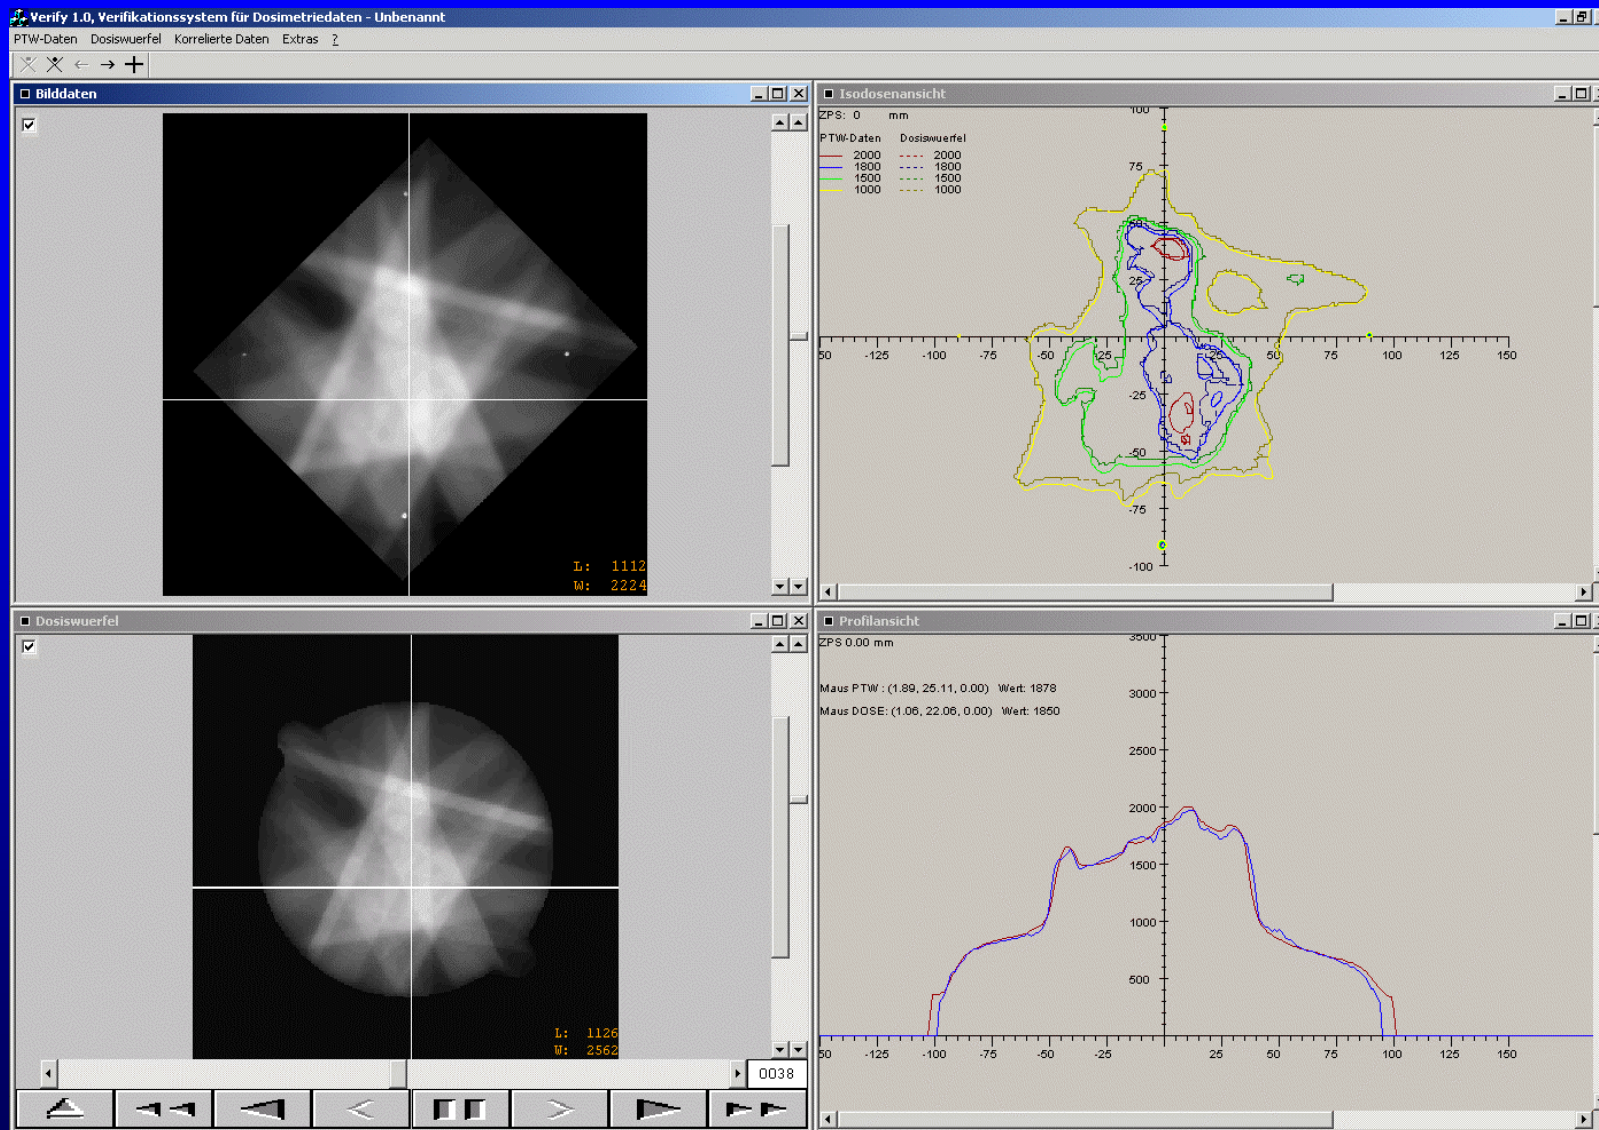 Verify 1.0, Verifikationssystem für Dosimetriedaten - Unbenannt
PTW-Daten Dosiswuerfel Korrelierte Daten Extras ?
Bilddaten
L: 1112
W: 2224
Isodosenansicht
ZPS: 0 mm
PTW-Daten Dosiswuerfel
2000 2000
1800 1800
1500 1500
1000 1000
100
75
50
25
50 -125 -100 -75 -50 -25 25 50 75 100 125 150
-25
-50
-75
-100
Dosiswuerfel
L: 1126
W: 2562
0038
Profilansicht
ZPS 0.00 mm
Maus PTW : (1.89, 25.11, 0.00) Wert: 1878
Maus DOSE: (1.06, 22.06, 0.00) Wert: 1850
3500
3000
2500
2000
1500
1000
500
50 -125 -100 -75 -50 -25 25 50 75 100 125 150